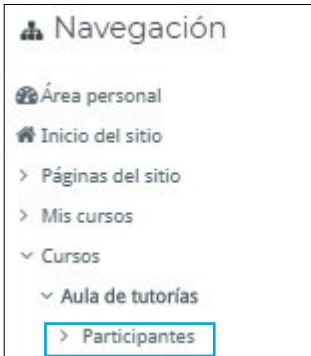 Navegación
Área personal
Inicio del sitio
Páginas del sitio
Mis cursos
Cursos
Aula de tutorías
Participantes